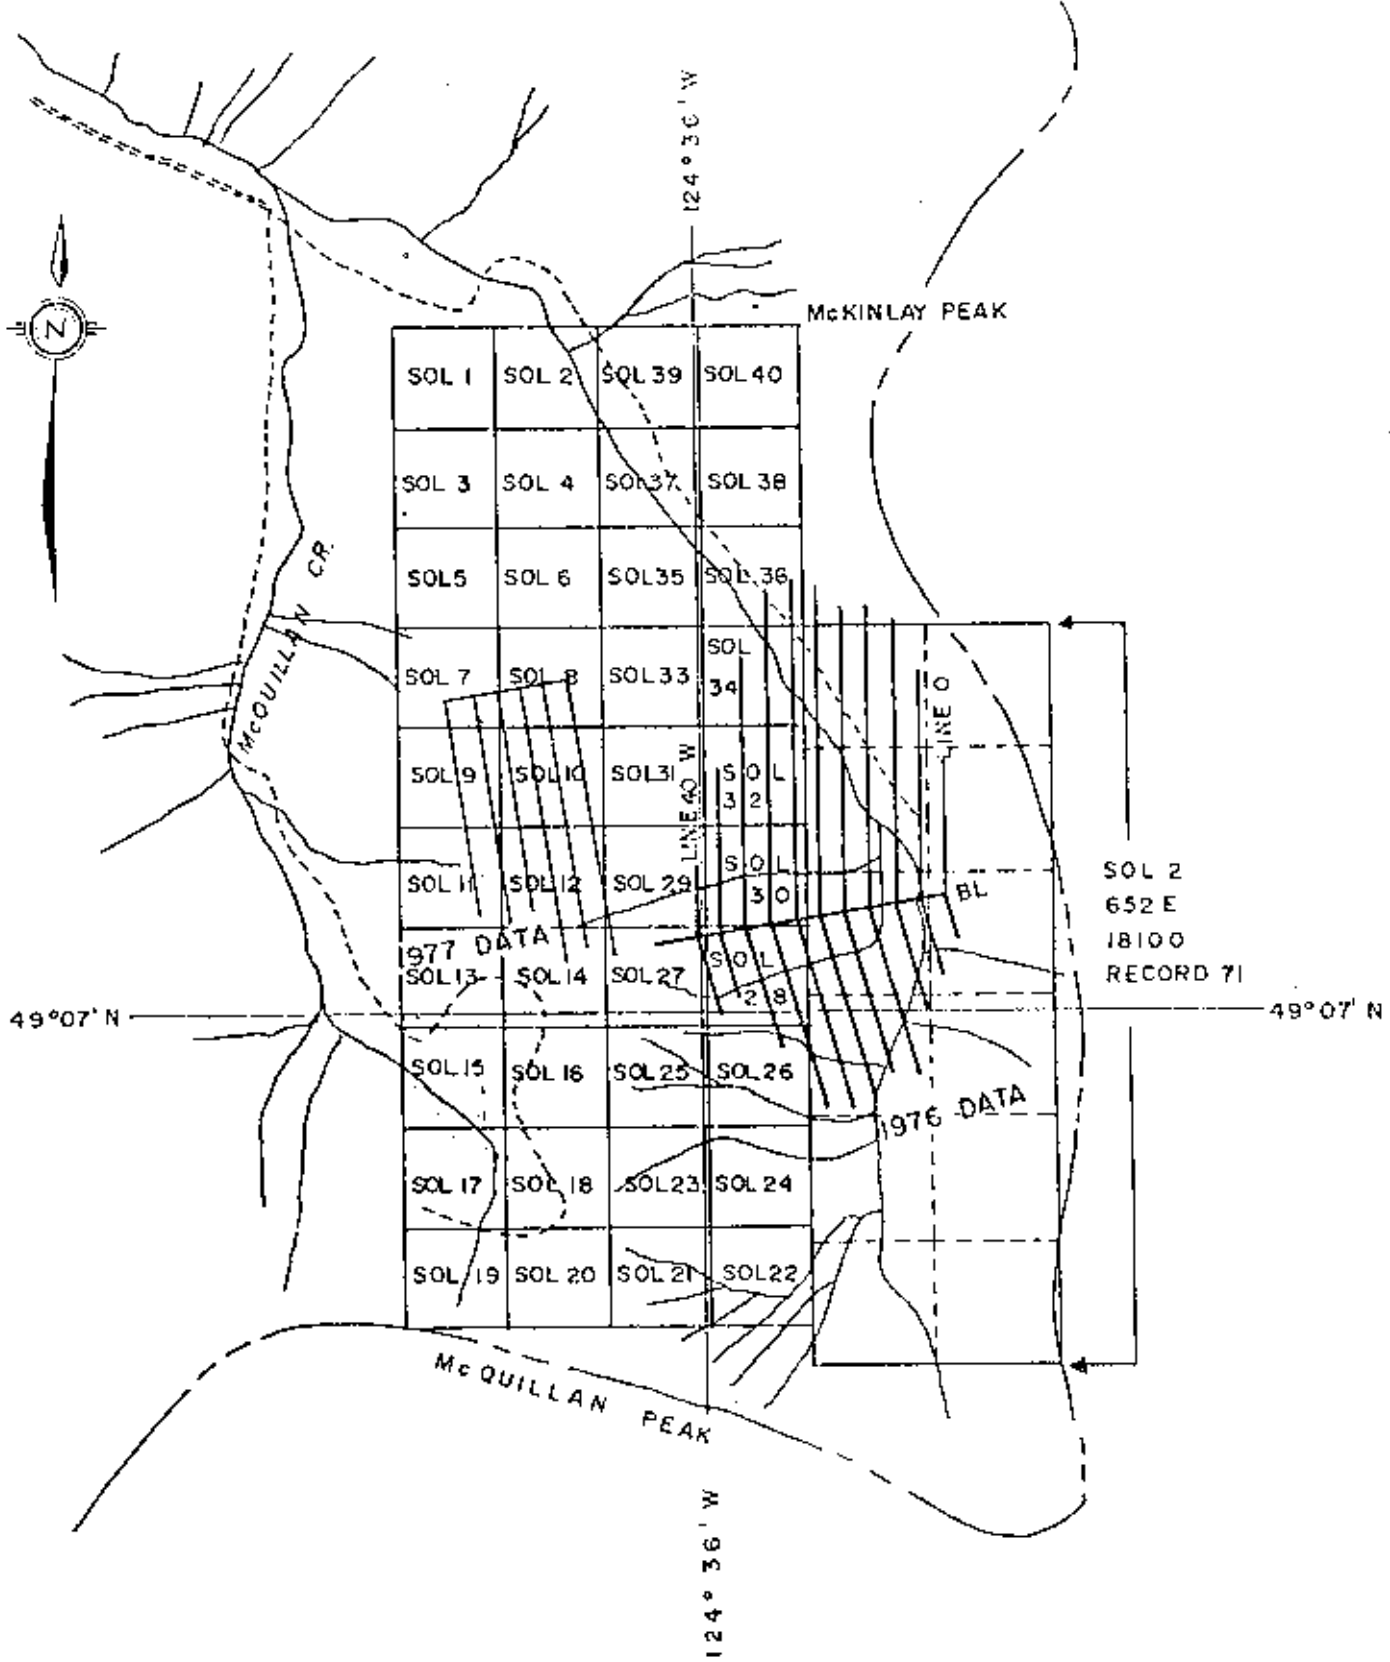 124° 36' W
N
McKINLAY PEAK
SOL 1 SOL 2 SOL 39 SOL 40
SOL 3 SOL 4 SOL 37 SOL 38
SOL 5 SOL 6 SOL 35 SOL 36
McQUILLAN CR.
SOL 7 SOL 8 SOL 33 SOL 34
LINE 0
LINE 40 W
SOL 9 SOL 10 SOL 31 SOL 32
SOL 11 SOL 12 SOL 29 SOL 30
BL
SOL 2
652 E
18100
RECORD 71
1977 DATA
SOL 13 SOL 14 SOL 27 SOL 28
49°07' N 49°07' N
SOL 15 SOL 16 SOL 25 SOL 26
1976 DATA
SOL 17 SOL 18 SOL 23 SOL 24
SOL 19 SOL 20 SOL 21 SOL 22
McQUILLAN PEAK
124° 36' W